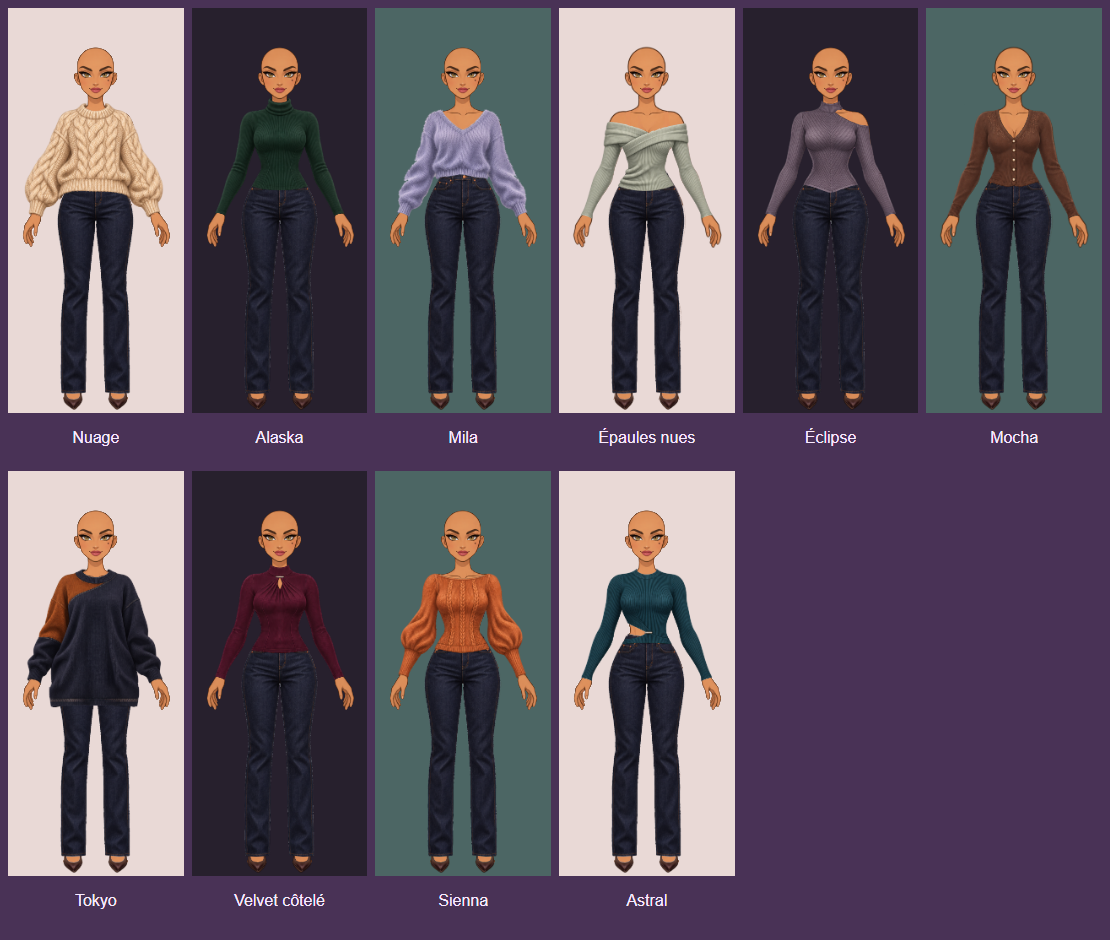 Nuage
Alaska
Mila
Épaules nues
Éclipse
Mocha
Tokyo
Velvet côtelé
Sienna
Astral